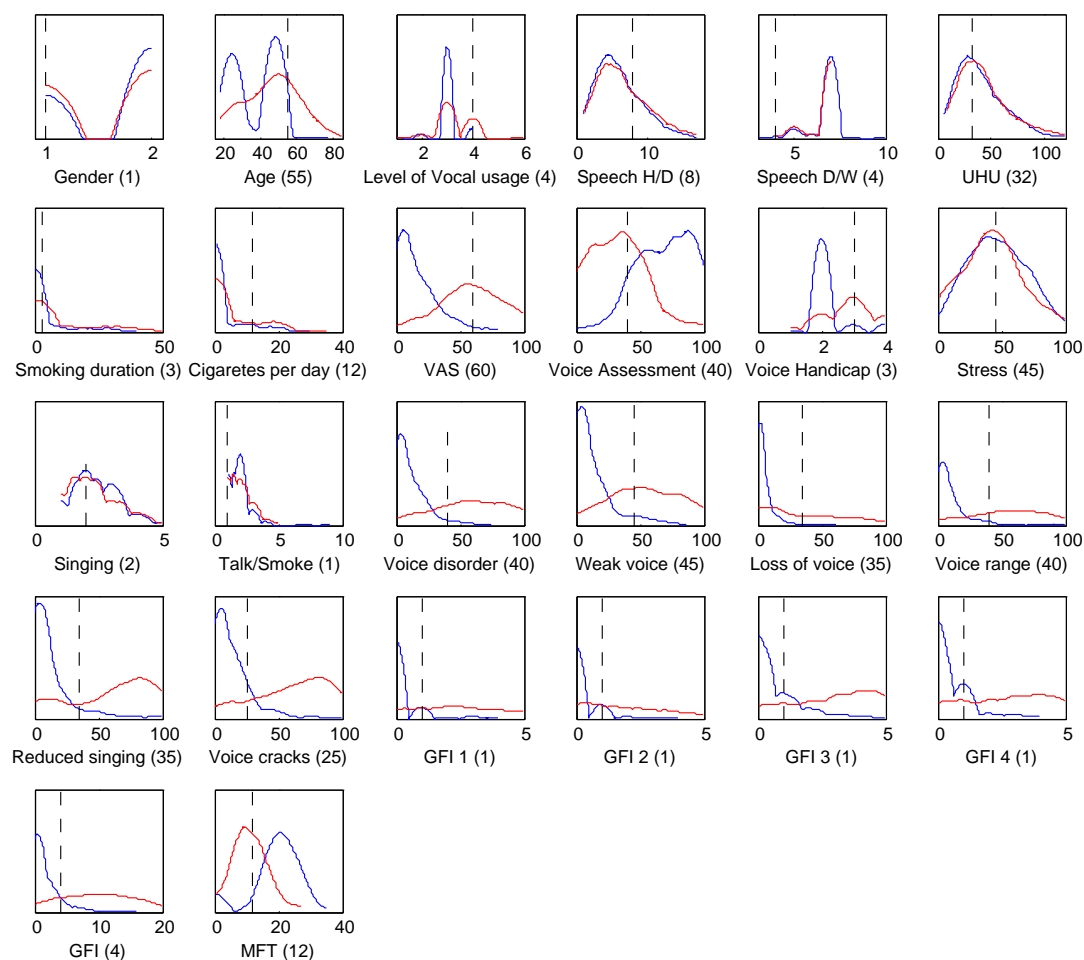 1 2 20 40 60 80 2 4 6 10 5 10 0 50 100
Gender (1) Age (55) Level of Vocal usage (4) Speech H/D (8) Speech D/W (4) UHU (32)
0 50 0 20 40 0 50 100 0 50 100 2 4 0 50 100
Smoking duration (3) Cigaretes per day (12) VAS (60) Voice Assessment (40) Voice Handicap (3) Stress (45)
0 5 0 5 10 0 50 100 0 50 100 0 50 100 0 50 100
Singing (2) Talk/Smoke (1) Voice disorder (40) Weak voice (45) Loss of voice (35) Voice range (40)
0 50 100 0 50 100 0 5 0 5 0 5 0 5
Reduced singing (35) Voice cracks (25) GFI 1 (1) GFI 2 (1) GFI 3 (1) GFI 4 (1)
0 10 20 0 20 40
GFI (4) MFT (12)